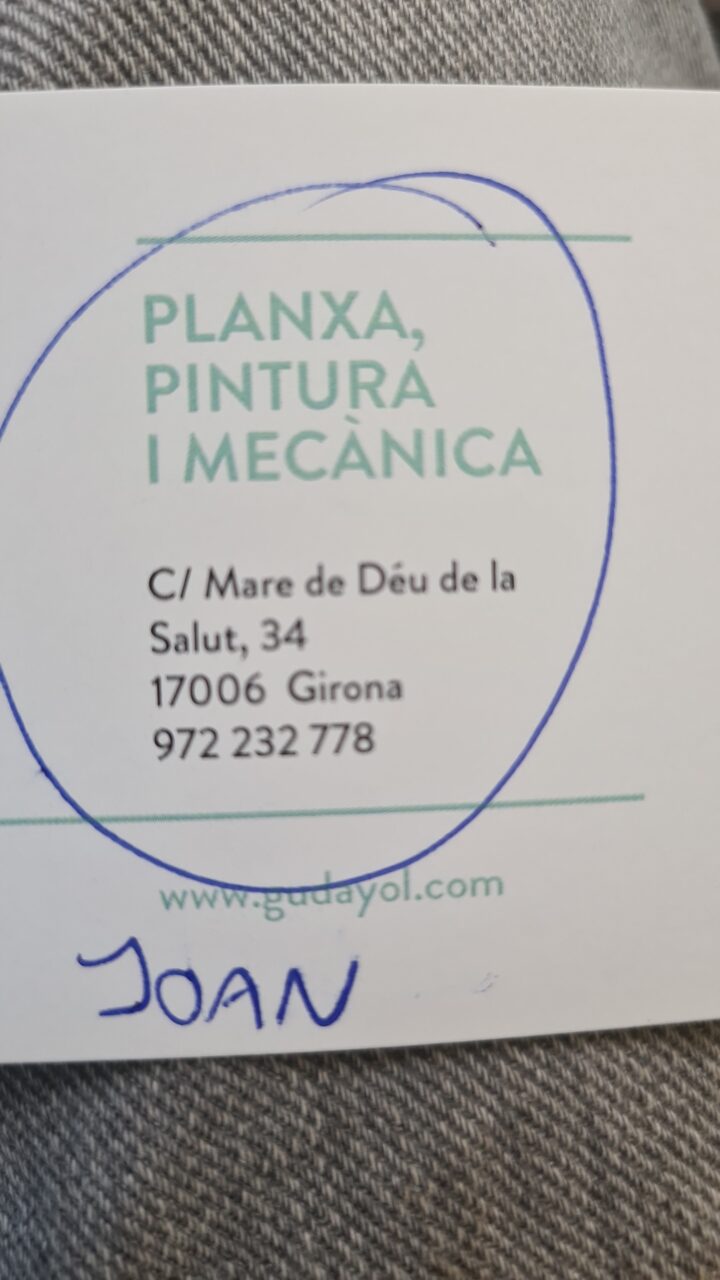 PLANXA,
PINTURA
I MECÀNICA
C/ Mare de Déu de la
Salut, 34
17006 Girona
972 232 778
www.gudayol.com
JOAN